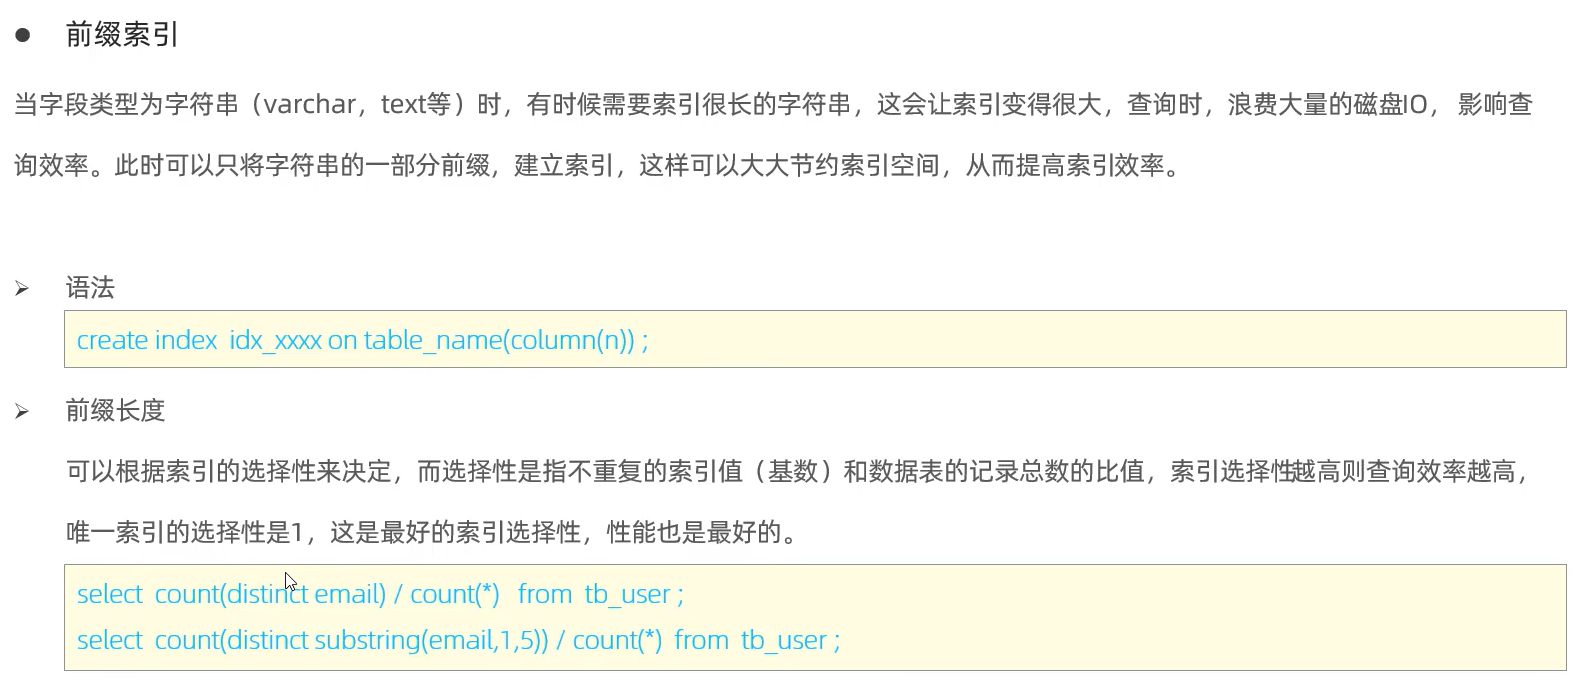 ● 前缀索引
当字段类型为字符串（varchar，text等）时，有时候需要索引很长的字符串，这会让索引变得很大，查询时，浪费大量的磁盘IO， 影响查
询效率。此时可以只将字符串的一部分前缀，建立索引，这样可以大大节约索引空间，从而提高索引效率。
➢ 语法
create index idx_xxxx on table_name(column(n)) ;
➢ 前缀长度
可以根据索引的选择性来决定，而选择性是指不重复的索引值（基数）和数据表的记录总数的比值，索引选择性越高则查询效率越高，
唯一索引的选择性是1，这是最好的索引选择性，性能也是最好的。
select count(distinct email) / count(*) from tb_user ;
select count(distinct substring(email,1,5)) / count(*) from tb_user ;